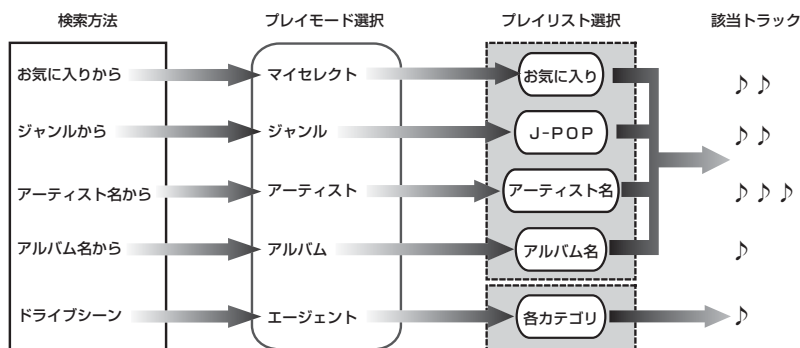 検索方法 プレイモード選択 プレイリスト選択 該当トラック
お気に入りから マイセレクト お気に入り ♪♪
ジャンルから ジャンル J-POP ♪♪
アーティスト名から アーティスト アーティスト名 ♪♪♪
アルバム名から アルバム アルバム名 ♪
ドライブシーン エージェント 各カテゴリ ♪